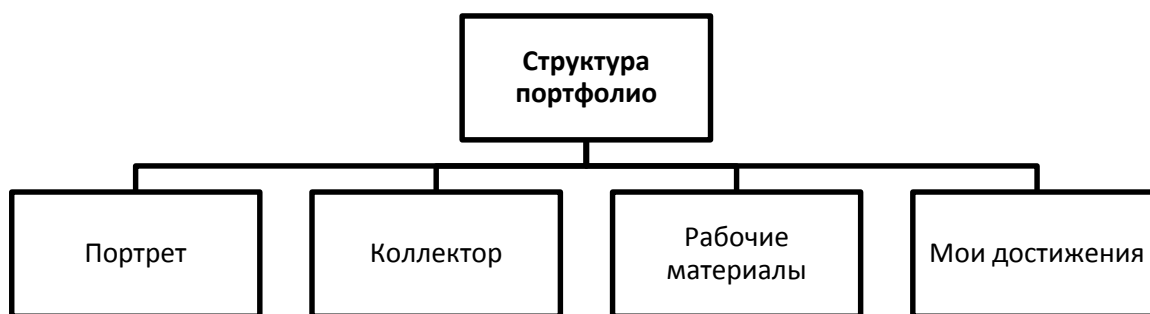 Структура
портфолио
Портрет
Коллектор
Рабочие
материалы
Мои достижения